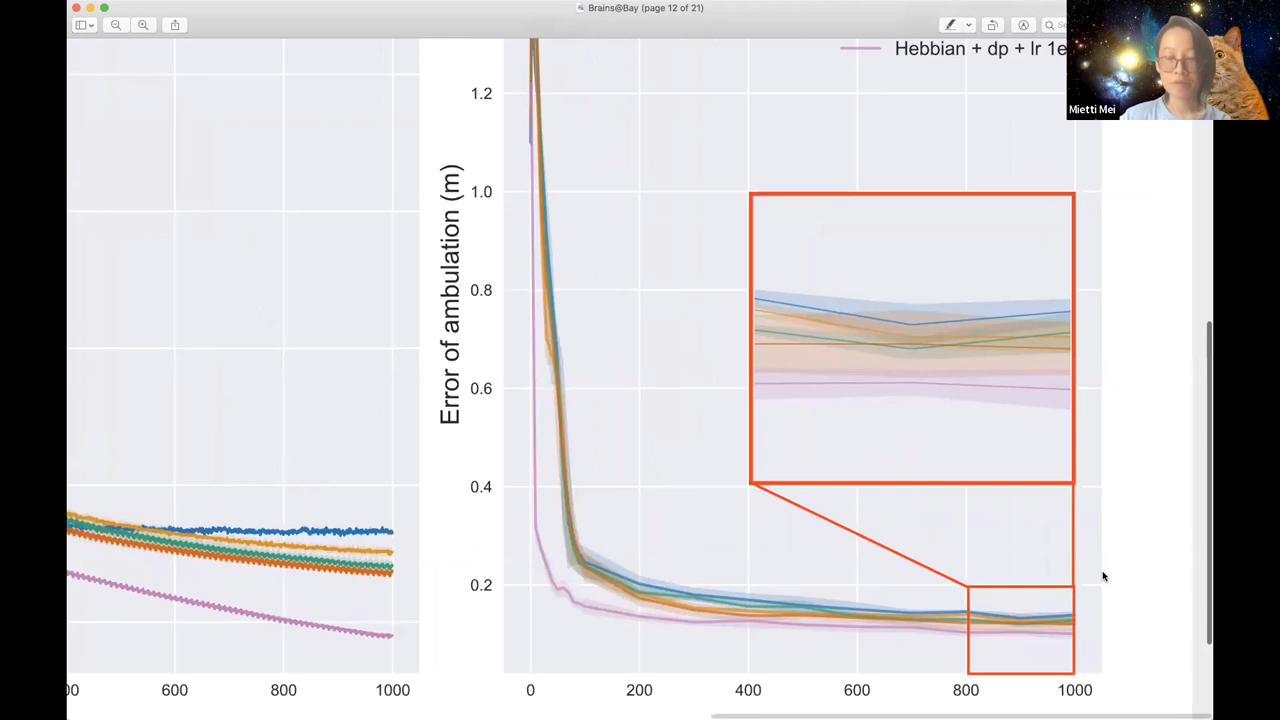 Brains@Bay (page 12 of 21)
Hebbian + dp + lr 1e
Mietti Mei
Error of ambulation (m)
1.2
1.0
0.8
0.6
0.4
0.2
00 600 800 1000
0 200 400 600 800 1000